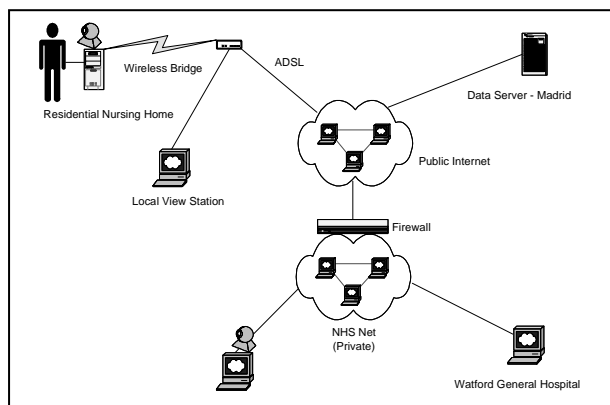 Wireless Bridge
ADSL
Residential Nursing Home
Data Server - Madrid
Public Internet
Local View Station
Firewall
NHS Net
(Private)
Watford General Hospital